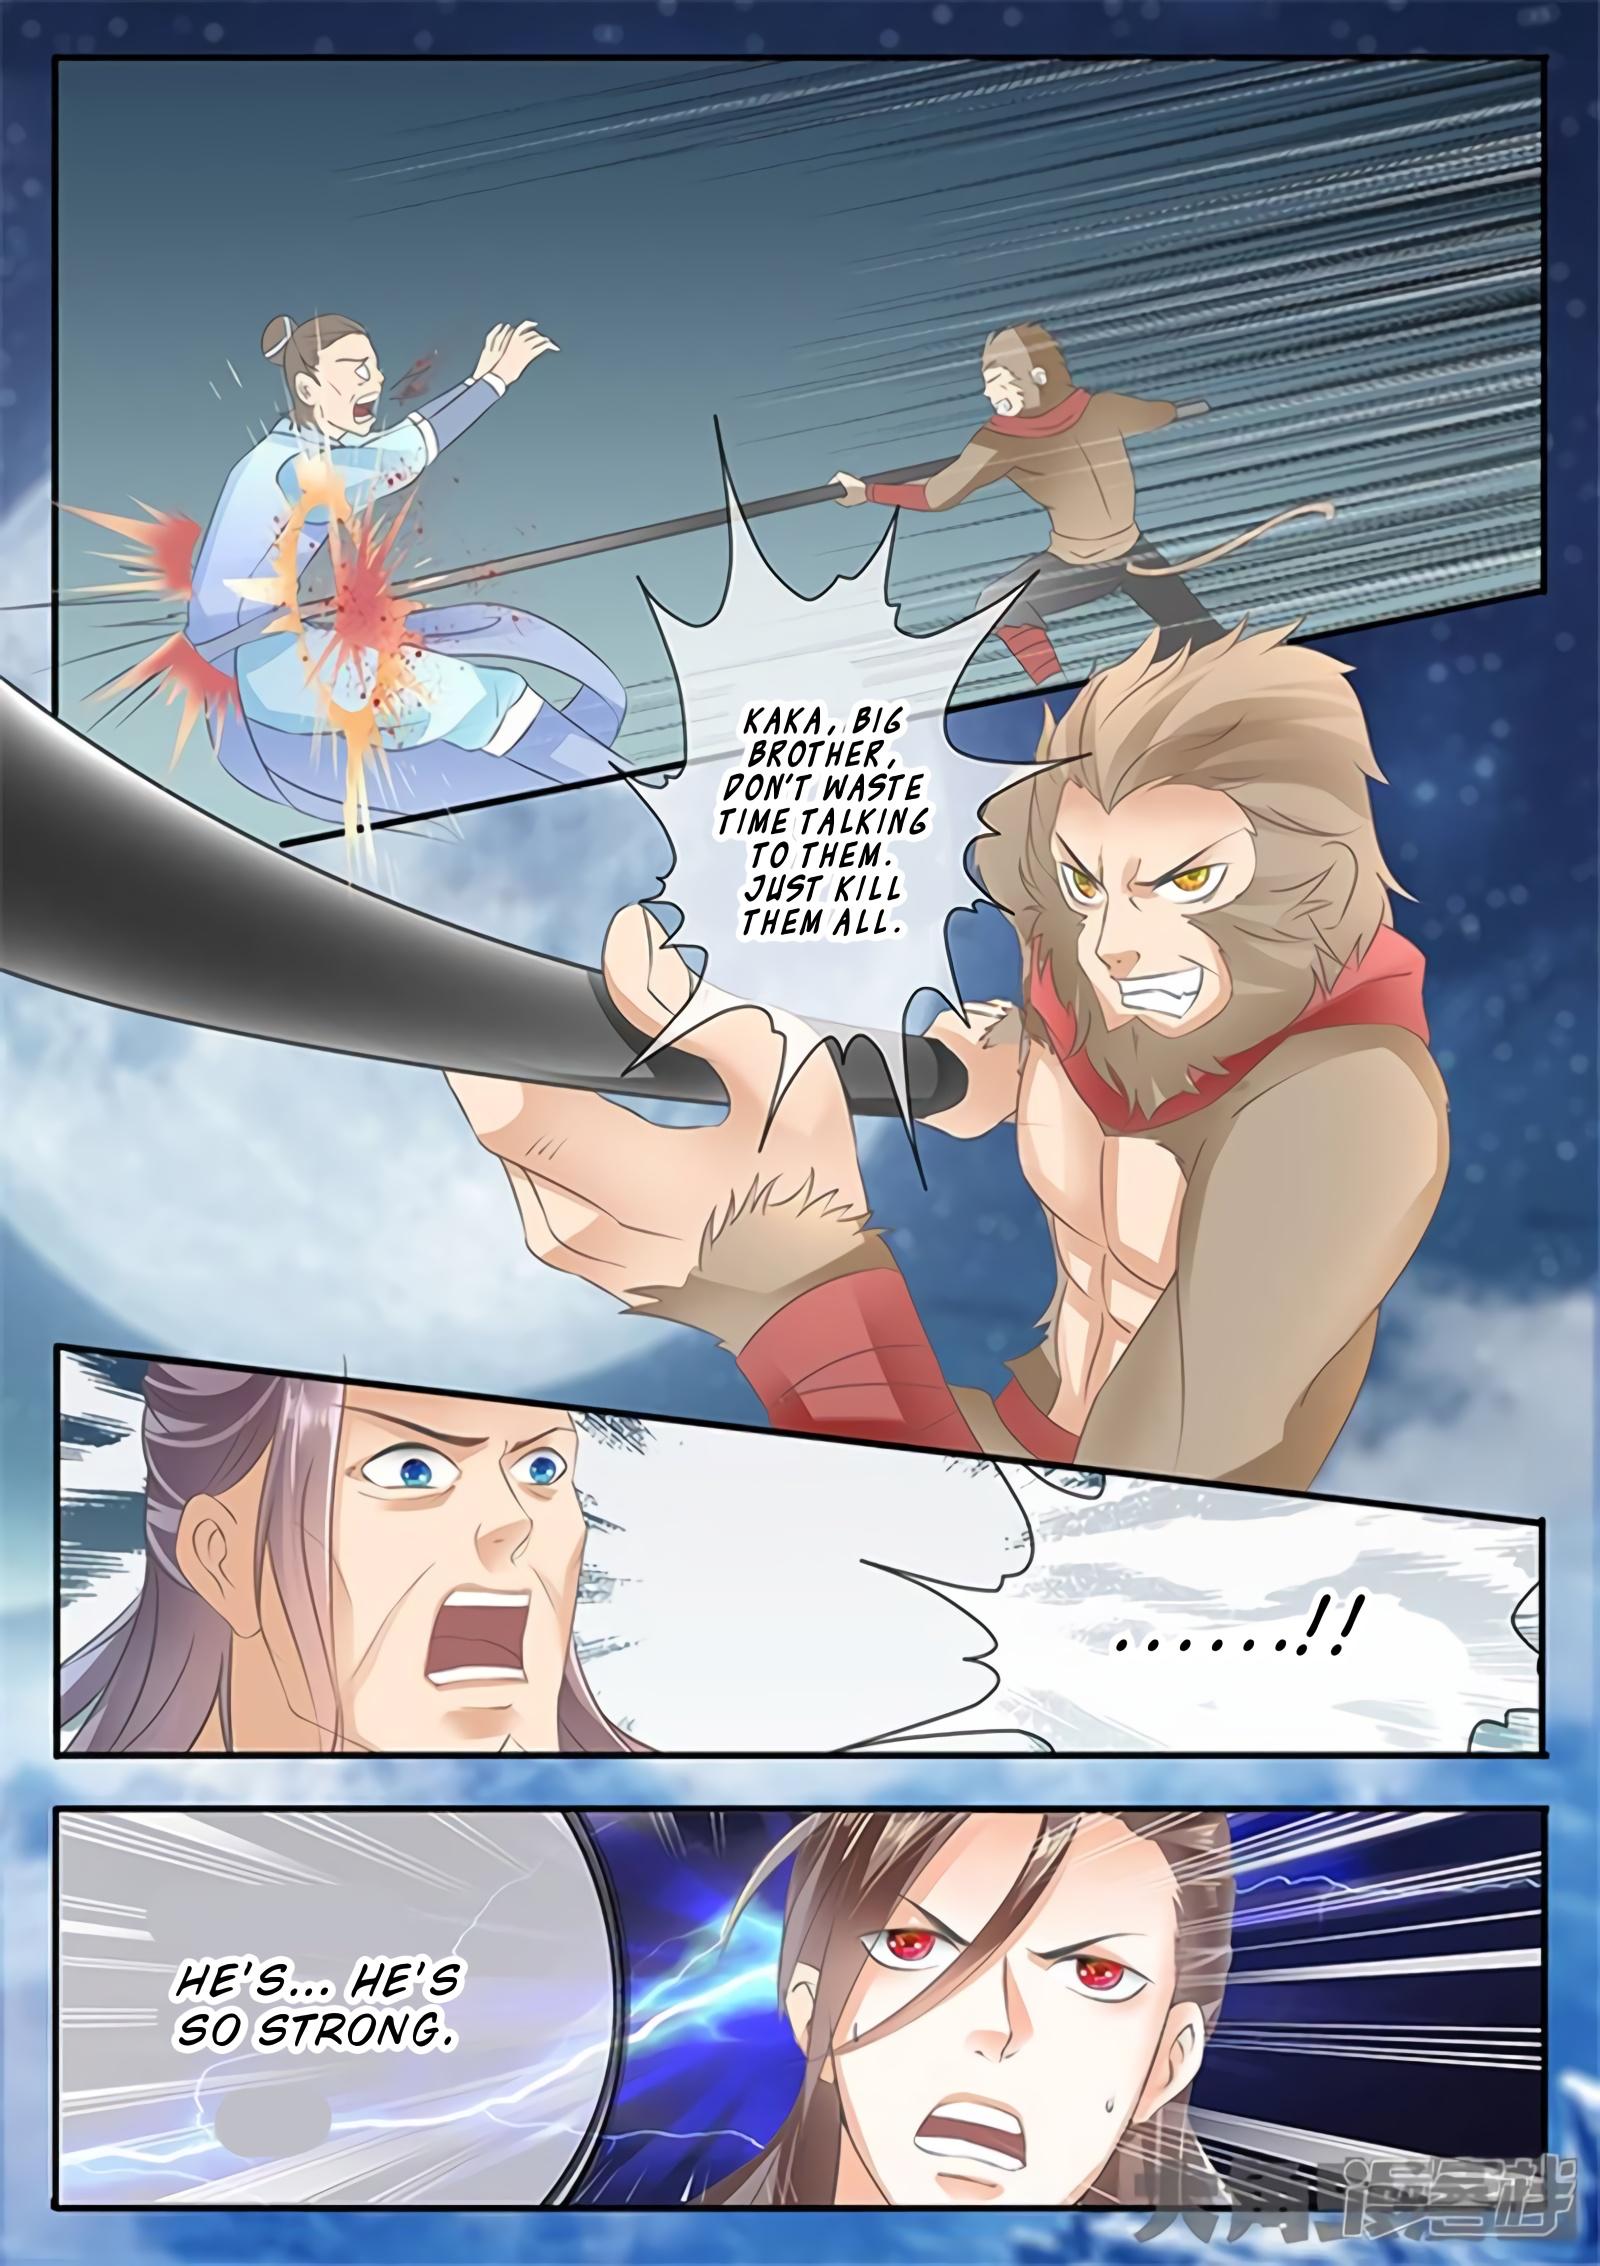 KAKA, BIG
BROTHER,
DON'T WASTE
TIME TALKING
TO THEM.
JUST KILL
THEM ALL.
......!!
HE'S... HE'S
SO STRONG.